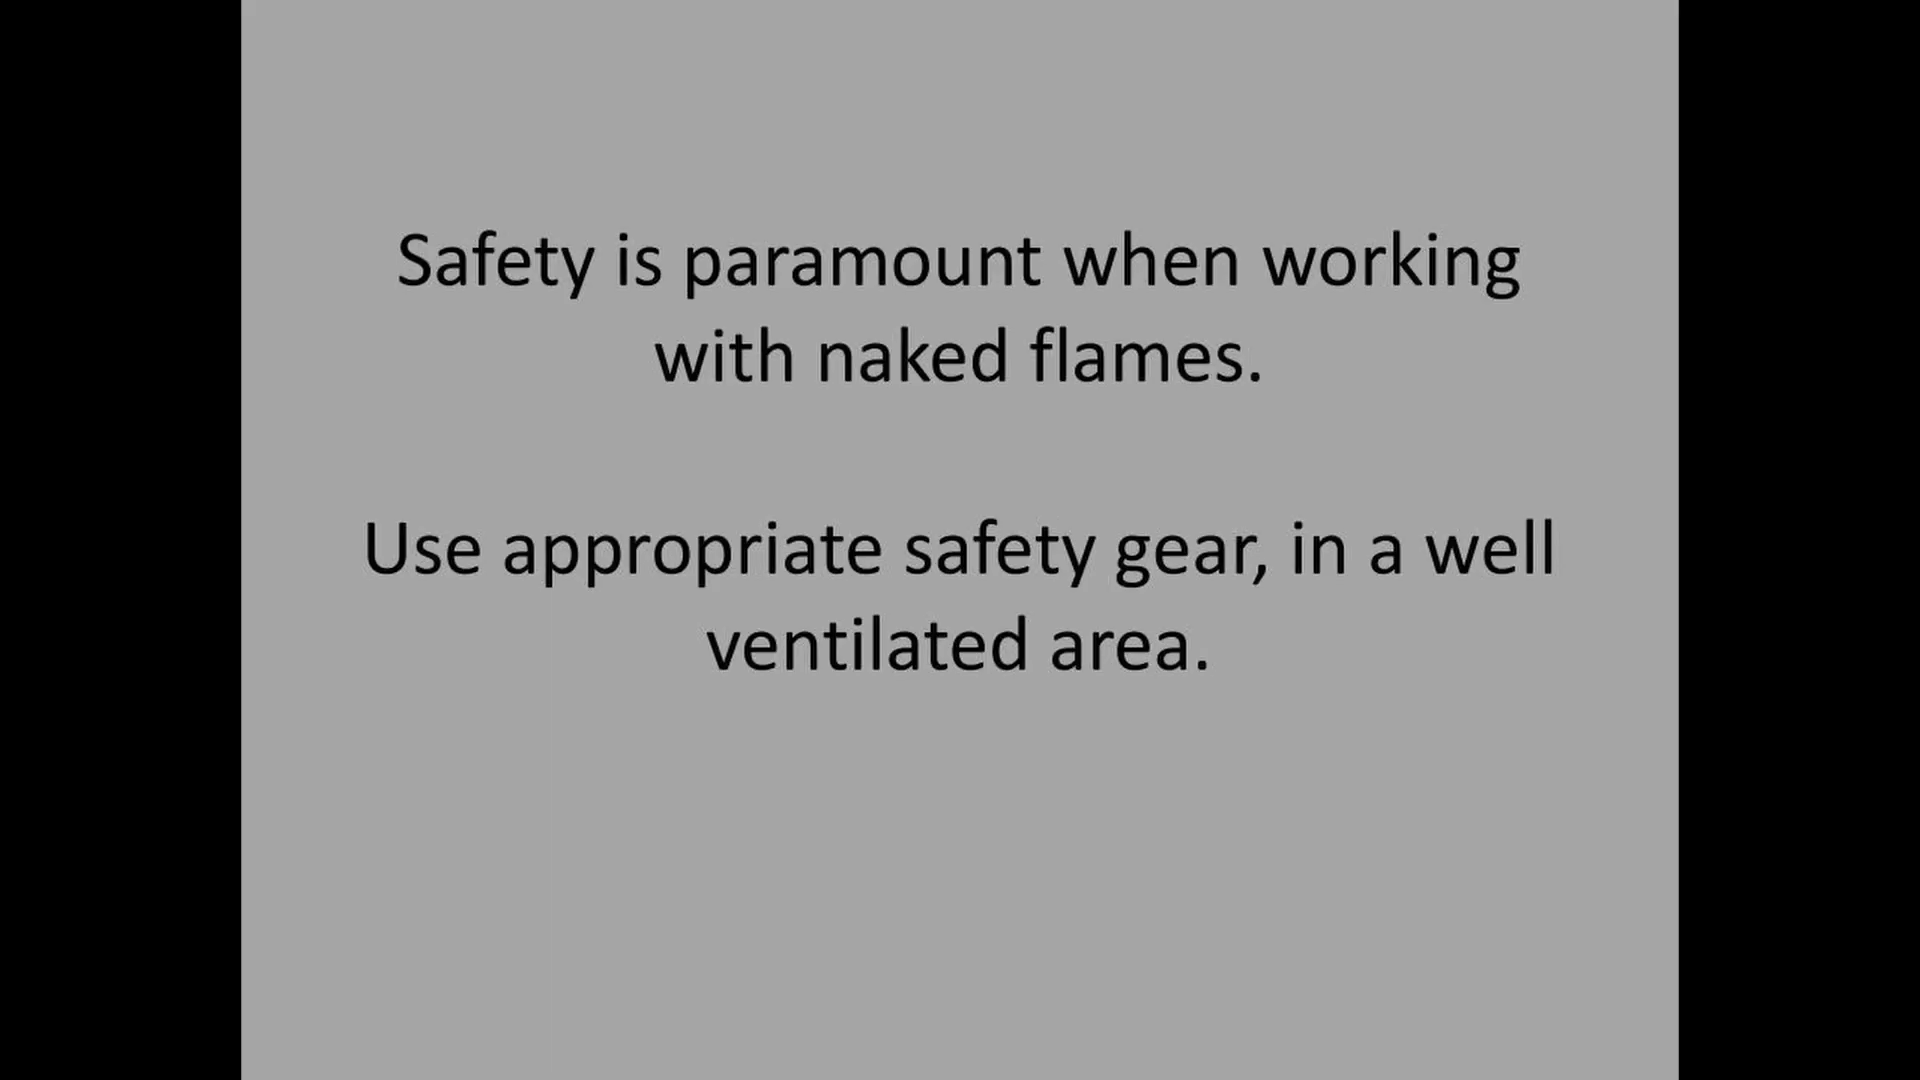 Safety is paramount when working
with naked flames.
Use appropriate safety gear, in a well
ventilated area.